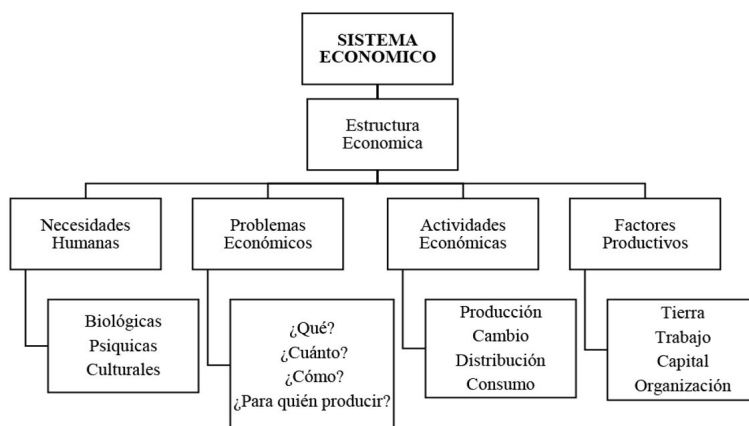 SISTEMA
ECONOMICO
Estructura
Economica
Necesidades
Humanas
Problemas
Económicos
Actividades
Económicas
Factores
Productivos
Biológicas
Psiquicas
Culturales
¿Qué?
¿Cuánto?
¿Cómo?
¿Para quién producir?
Producción
Cambio
Distribución
Consumo
Tierra
Trabajo
Capital
Organización